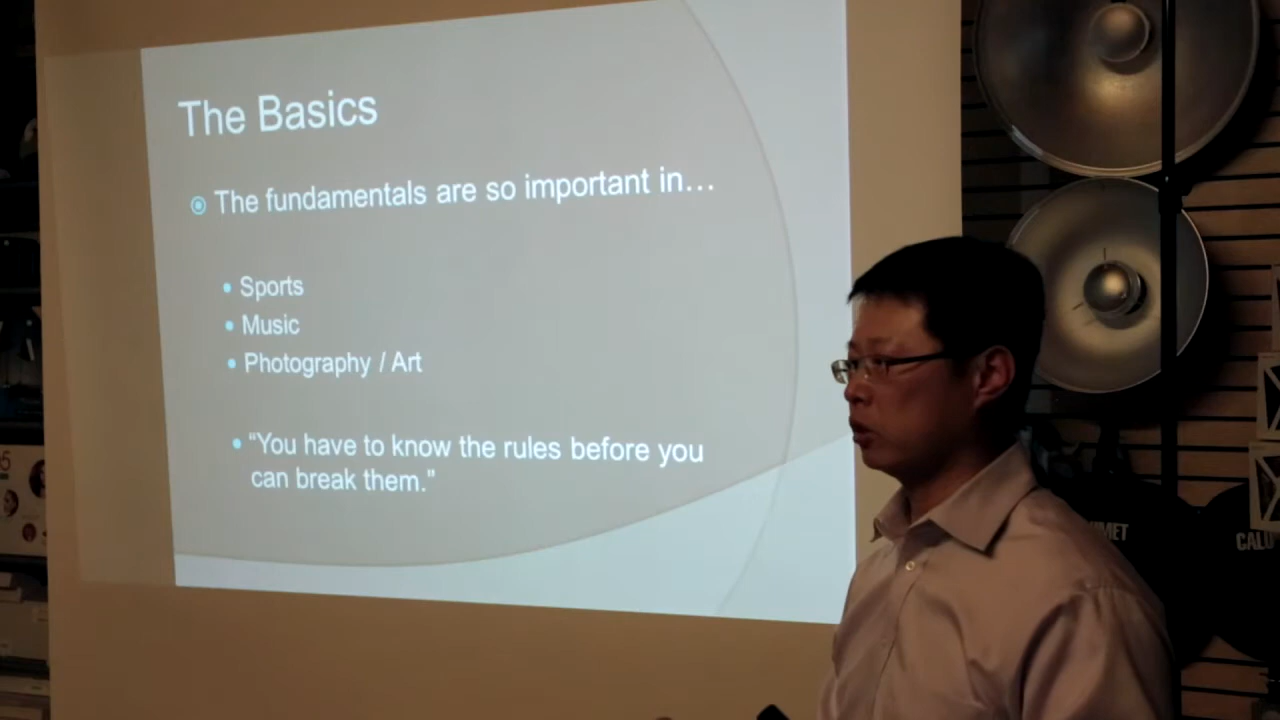 The Basics
The fundamentals are so important in…
Sports
Music
Photography / Art
“You have to know the rules before you
can break them.”